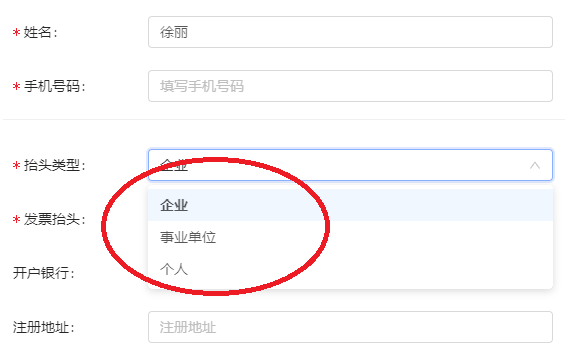 * 姓名: 徐丽
* 手机号码: 填写手机号码
* 抬头类型: 企业
企业
* 发票抬头:
事业单位
个人
开户银行:
注册地址: 注册地址